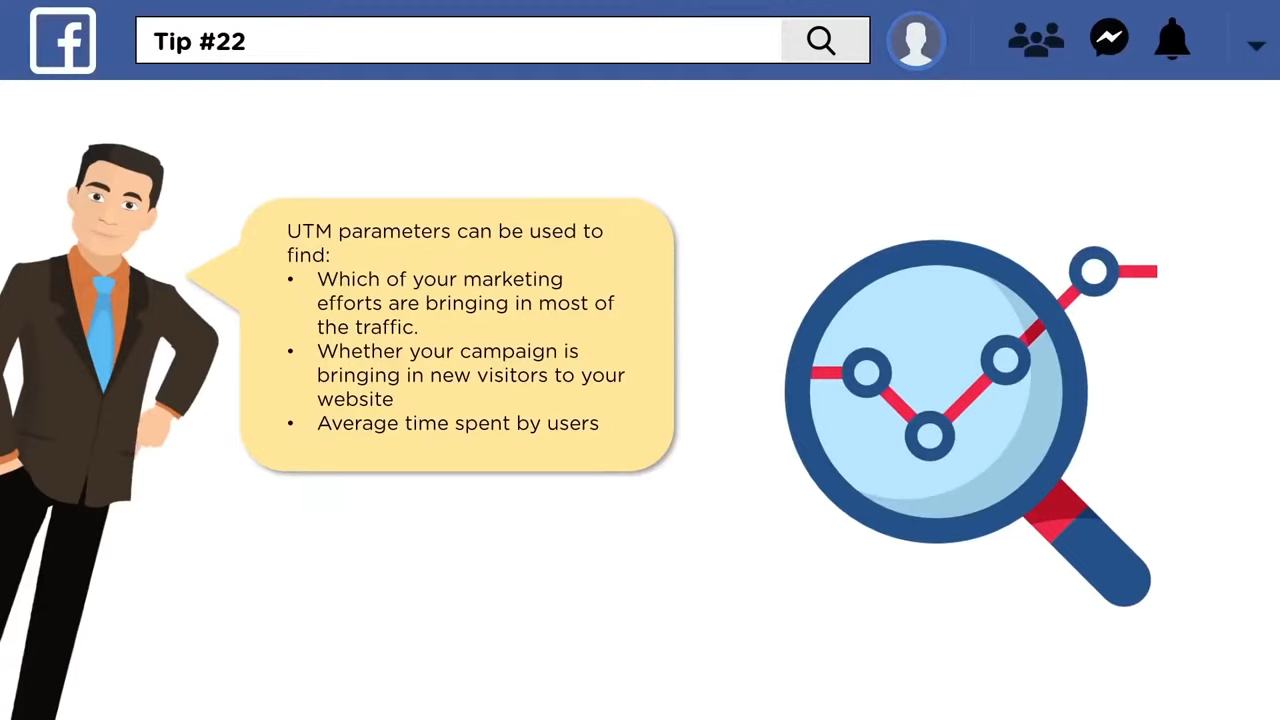 Tip #22
UTM parameters can be used to
find:
• Which of your marketing
efforts are bringing in most of
the traffic.
• Whether your campaign is
bringing in new visitors to your
website
• Average time spent by users